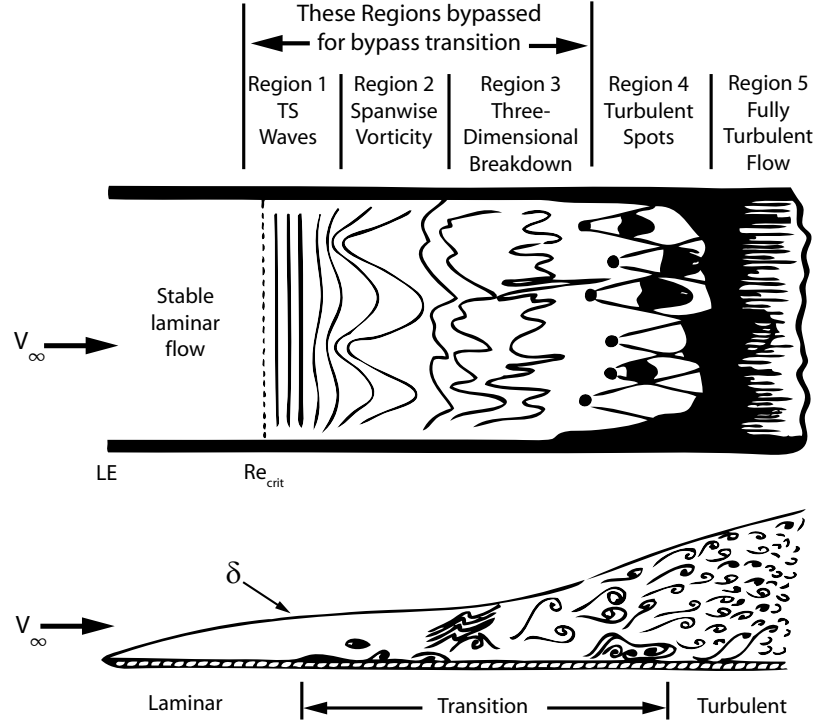 These Regions bypassed
for bypass transition
Region 1
TS
Waves
Region 2
Spanwise
Vorticity
Region 3
Three-
Dimensional
Breakdown
Region 4
Turbulent
Spots
Region 5
Fully
Turbulent
Flow
Stable
laminar
flow
V∞
LE
Re_crit
δ
V∞
Laminar
Transition
Turbulent